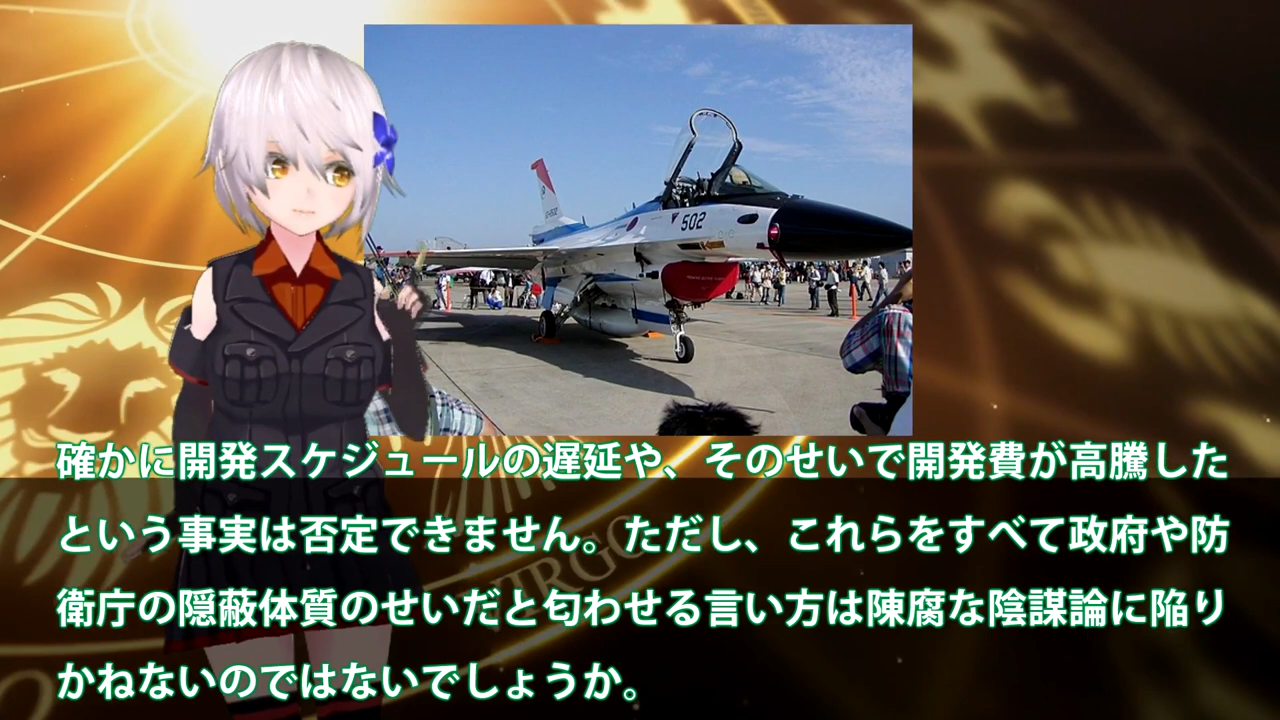 502
VIRGO
確かに開発スケジュールの遅延や、そのせいで開発費が高騰した
という事実は否定できません。ただし、これらをすべて政府や防
衛庁の隠蔽体質のせいだと匂わせる言い方は陳腐な陰謀論に陥り
かねないのではないでしょうか。